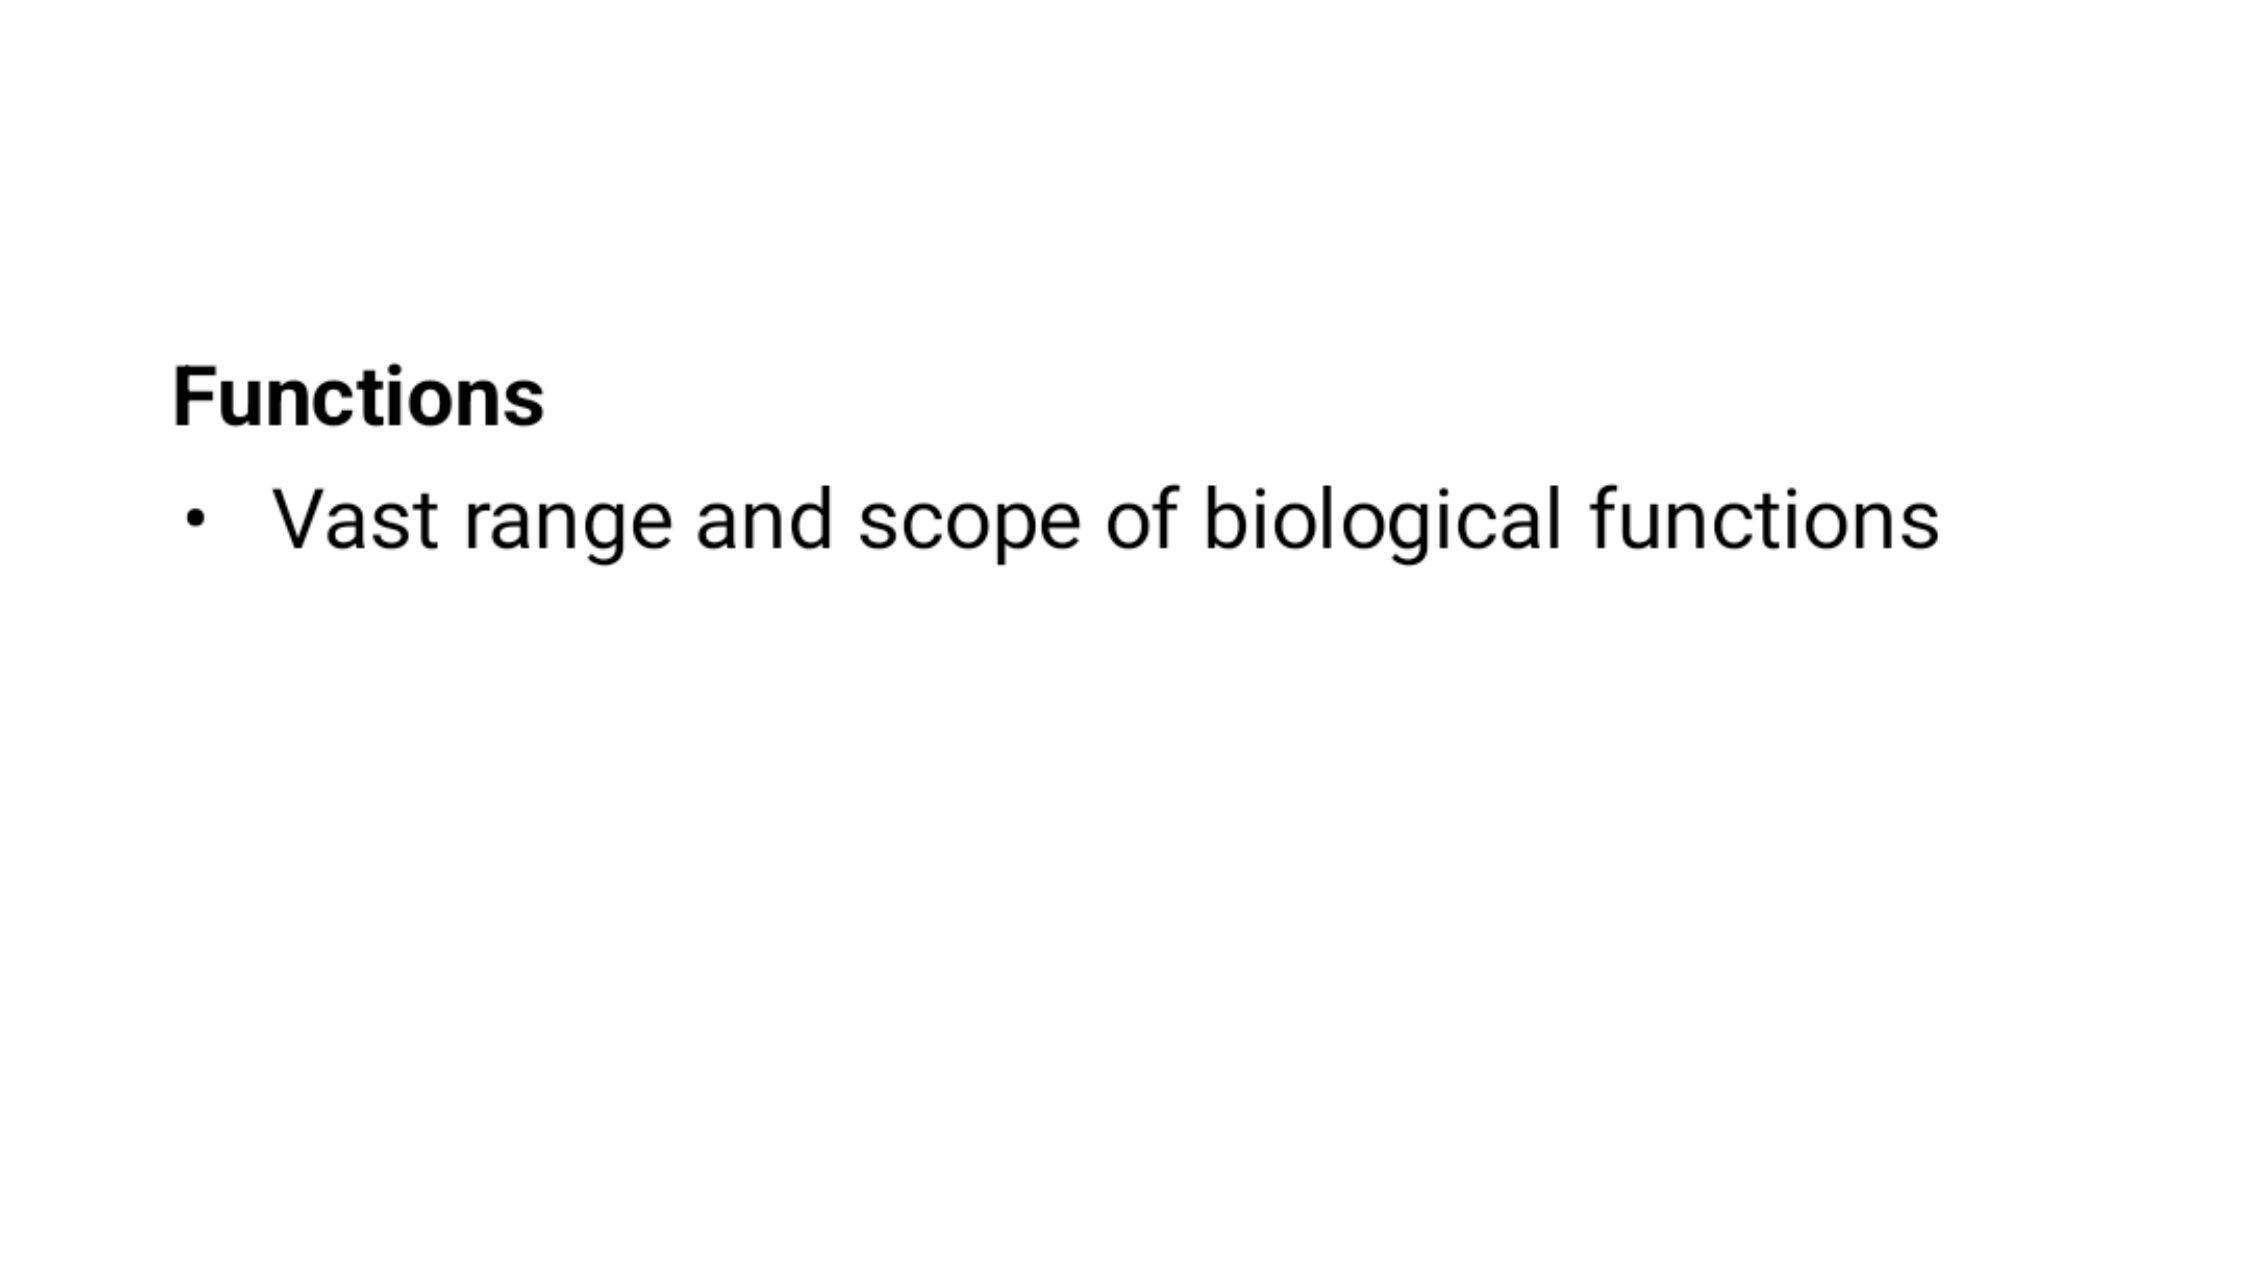 Functions
• Vast range and scope of biological functions